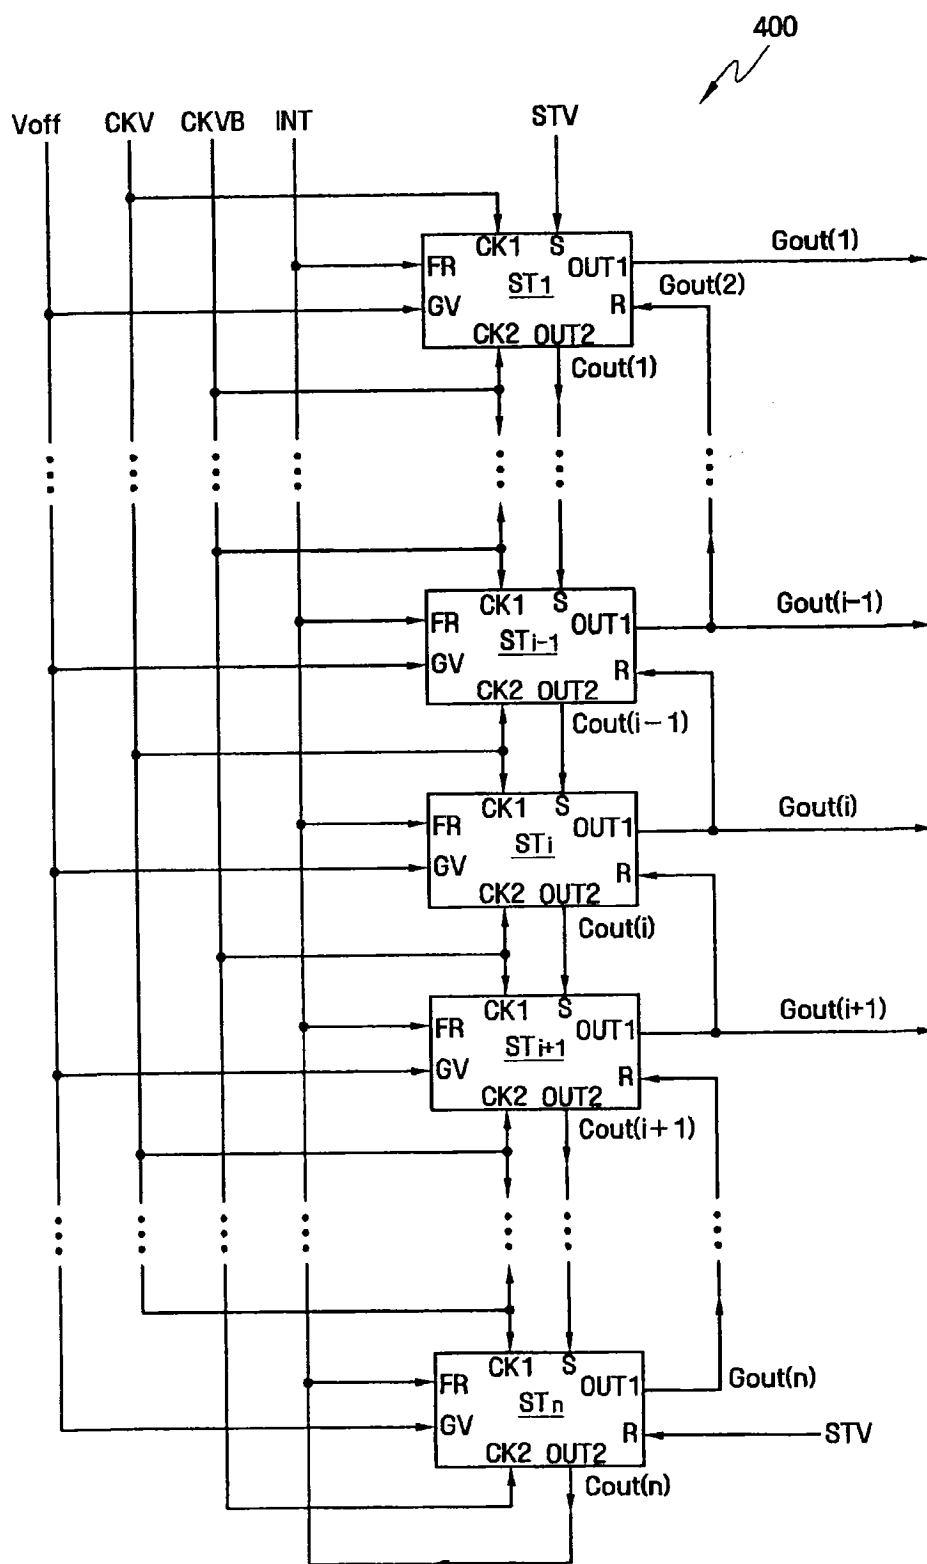 400
Voff CKV CKVB INT STV
CK1 S
FR OUT1 Gout(1)
ST1 Gout(2)
GV R
CK2 OUT2
Cout(1)
CK1 S
FR OUT1 Gout(i-1)
STi-1
GV R
CK2 OUT2
Cout(i-1)
CK1 S
FR OUT1 Gout(i)
STi
GV R
CK2 OUT2
Cout(i)
CK1 S
FR OUT1 Gout(i+1)
STi+1
GV R
CK2 OUT2
Cout(i+1)
CK1 S
FR OUT1 Gout(n)
STn
GV R STV
CK2 OUT2
Cout(n)